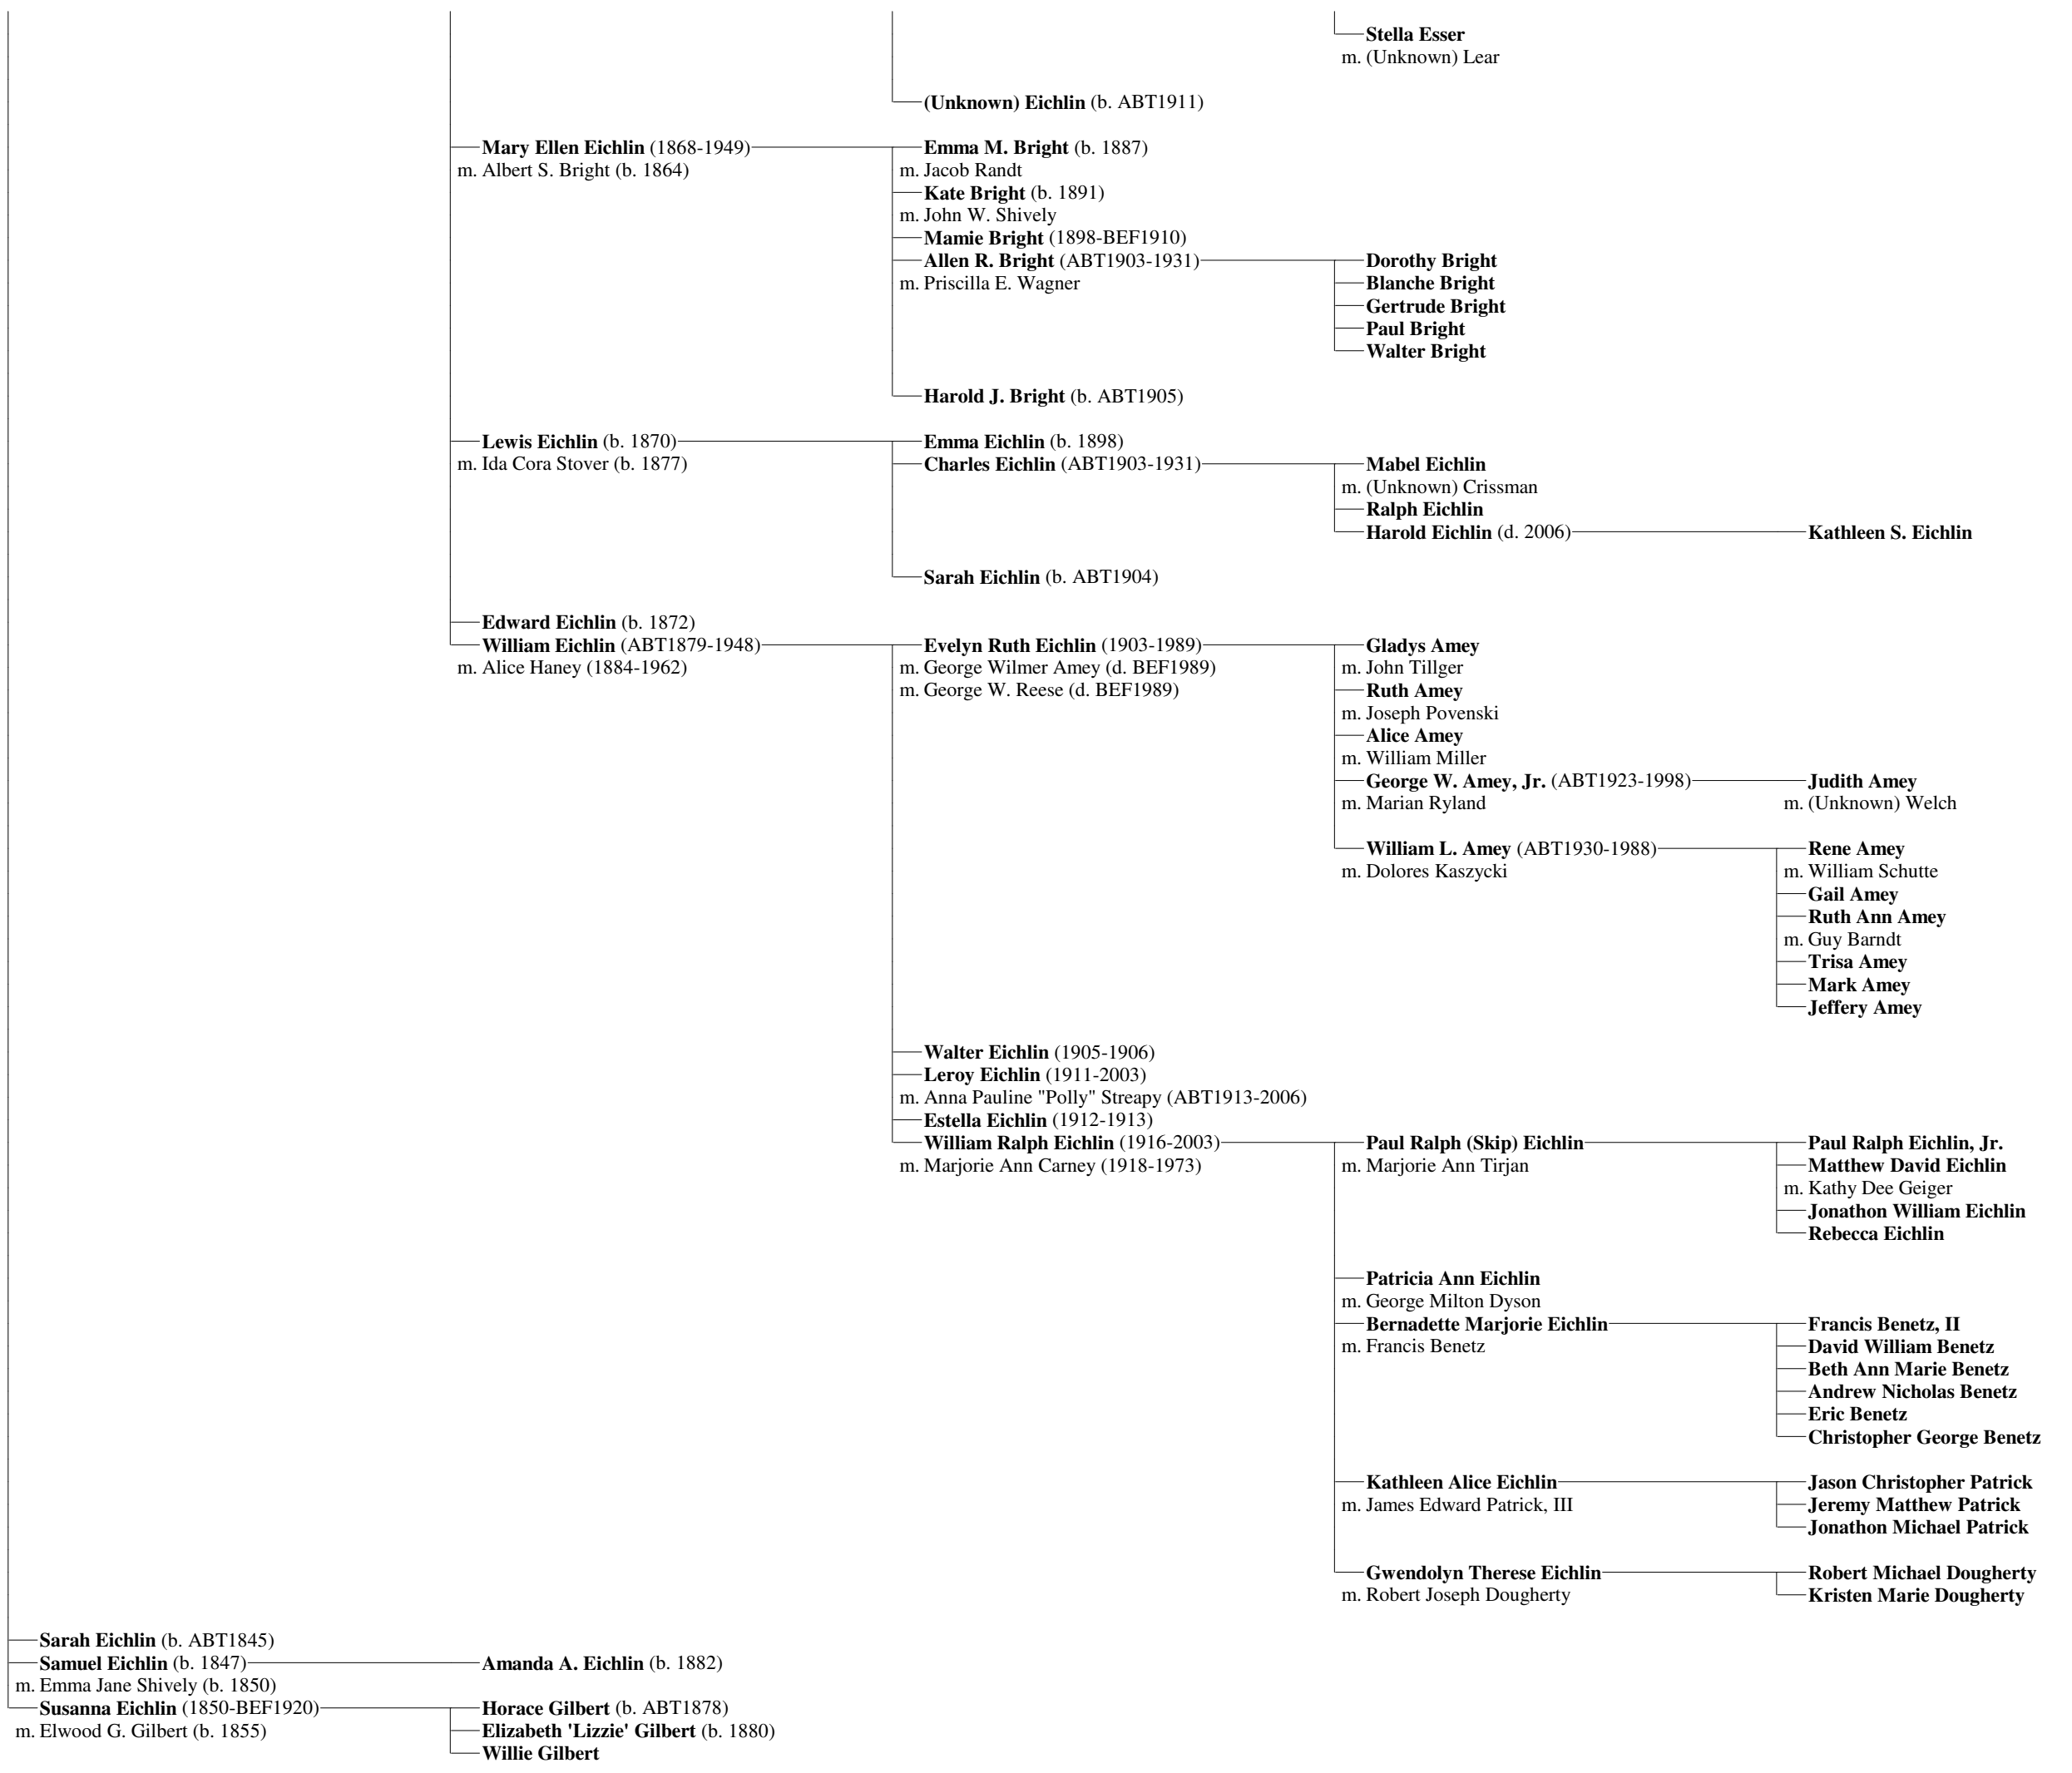 Stella Esser
m. (Unknown) Lear
(Unknown) Eichlin (b. ABT1911)
Mary Ellen Eichlin (1868-1949) Emma M. Bright (b. 1887)
m. Albert S. Bright (b. 1864) m. Jacob Randt
Kate Bright (b. 1891)
m. John W. Shively
Mamie Bright (1898-BEF1910)
Allen R. Bright (ABT1903-1931) Dorothy Bright
m. Priscilla E. Wagner Blanche Bright
Gertrude Bright
Paul Bright
Walter Bright
Harold J. Bright (b. ABT1905)
Lewis Eichlin (b. 1870) Emma Eichlin (b. 1898)
m. Ida Cora Stover (b. 1877) Charles Eichlin (ABT1903-1931) Mabel Eichlin
m. (Unknown) Crissman
Ralph Eichlin
Harold Eichlin (d. 2006) Kathleen S. Eichlin
Sarah Eichlin (b. ABT1904)
Edward Eichlin (b. 1872)
William Eichlin (ABT1879-1948) Evelyn Ruth Eichlin (1903-1989) Gladys Amey
m. Alice Haney (1884-1962) m. George Wilmer Amey (d. BEF1989) m. John Tillger
m. George W. Reese (d. BEF1989) Ruth Amey
m. Joseph Povenski
Alice Amey
m. William Miller
George W. Amey, Jr. (ABT1923-1998) Judith Amey
m. Marian Ryland m. (Unknown) Welch
William L. Amey (ABT1930-1988) Rene Amey
m. Dolores Kaszycki m. William Schutte
Gail Amey
Ruth Ann Amey
m. Guy Barndt
Trisa Amey
Mark Amey
Jeffery Amey
Walter Eichlin (1905-1906)
Leroy Eichlin (1911-2003)
m. Anna Pauline "Polly" Streapy (ABT1913-2006)
Estella Eichlin (1912-1913)
William Ralph Eichlin (1916-2003) Paul Ralph (Skip) Eichlin Paul Ralph Eichlin, Jr.
m. Marjorie Ann Carney (1918-1973) m. Marjorie Ann Tirjan Matthew David Eichlin
m. Kathy Dee Geiger
Jonathon William Eichlin
Rebecca Eichlin
Patricia Ann Eichlin
m. George Milton Dyson
Bernadette Marjorie Eichlin Francis Benetz, II
m. Francis Benetz David William Benetz
Beth Ann Marie Benetz
Andrew Nicholas Benetz
Eric Benetz
Christopher George Benetz
Kathleen Alice Eichlin Jason Christopher Patrick
m. James Edward Patrick, III Jeremy Matthew Patrick
Jonathon Michael Patrick
Gwendolyn Therese Eichlin Robert Michael Dougherty
m. Robert Joseph Dougherty Kristen Marie Dougherty
Sarah Eichlin (b. ABT1845)
Samuel Eichlin (b. 1847) Amanda A. Eichlin (b. 1882)
m. Emma Jane Shively (b. 1850)
Susanna Eichlin (1850-BEF1920) Horace Gilbert (b. ABT1878)
m. Elwood G. Gilbert (b. 1855) Elizabeth 'Lizzie' Gilbert (b. 1880)
Willie Gilbert